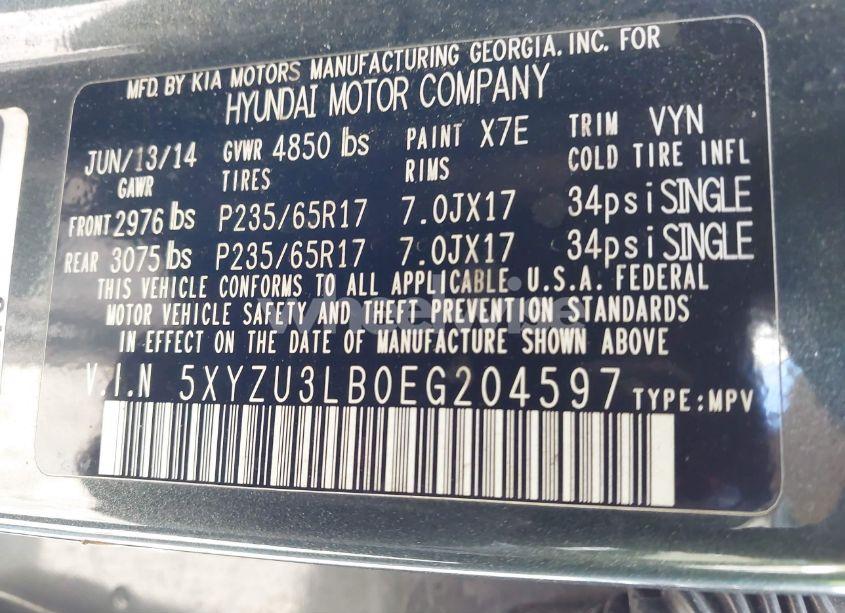 MFD. BY KIA MOTORS MANUFACTURING GEORGIA. INC. FOR
HYUNDAI MOTOR COMPANY
JUN/13/14 GVWR 4850 lbs PAINT X7E TRIM VYN
GAWR TIRES RIMS COLD TIRE INFL
FRONT 2976 lbs P235/65R17 7.0JX17 34psi SINGLE
REAR 3075 lbs P235/65R17 7.0JX17 34psi SINGLE
THIS VEHICLE CONFORMS TO ALL APPLICABLE U.S.A. FEDERAL
MOTOR VEHICLE SAFETY AND THEFT PREVENTION STANDARDS
IN EFFECT ON THE DATE OF MANUFACTURE SHOWN ABOVE
V.I.N 5XYZU3LB0EG204597 TYPE:MPV